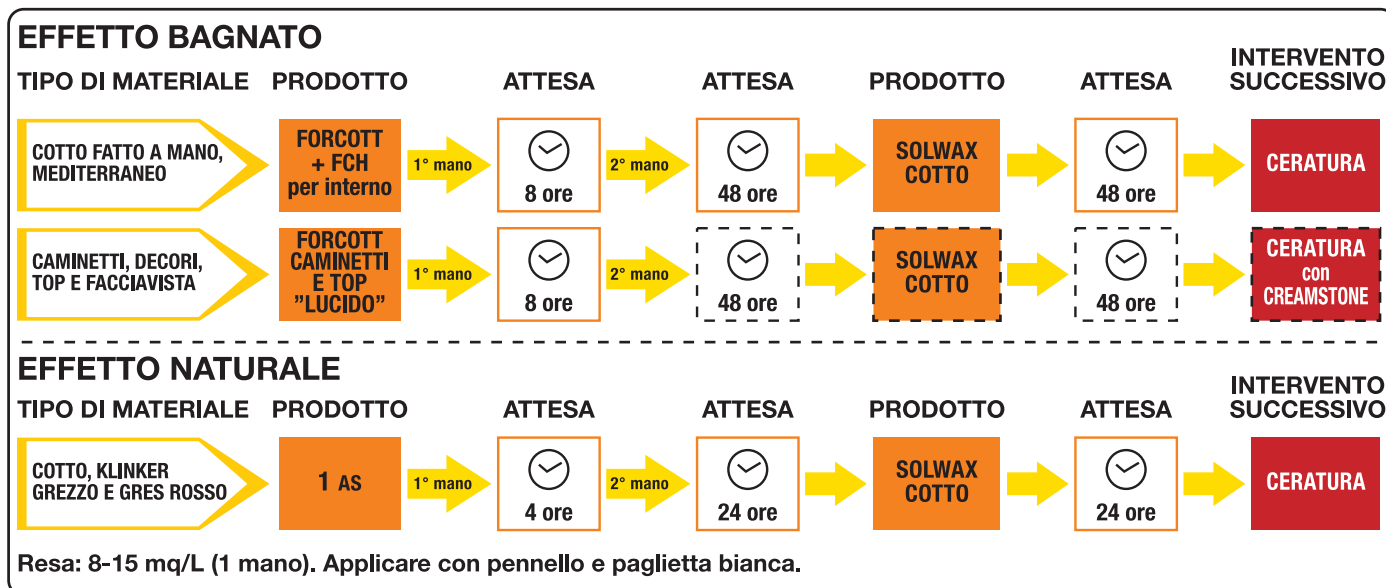 EFFETTO BAGNATO
TIPO DI MATERIALE PRODOTTO ATTESA ATTESA PRODOTTO ATTESA INTERVENTO SUCCESSIVO
COTTO FATTO A MANO,
MEDITERRANEO
FORCOTT
+ FCH
per interno
1° mano
8 ore
2° mano
48 ore
SOLWAX
COTTO
48 ore
CERATURA
CAMINETTI, DECORI,
TOP E FACCIAVISTA
FORCOTT
CAMINETTI
E TOP
"LUCIDO"
1° mano
8 ore
2° mano
48 ore
SOLWAX
COTTO
48 ore
CERATURA
con
CREAMSTONE
EFFETTO NATURALE
TIPO DI MATERIALE PRODOTTO ATTESA ATTESA PRODOTTO ATTESA INTERVENTO SUCCESSIVO
COTTO, KLINKER
GREZZO E GRES ROSSO
1 AS
1° mano
4 ore
2° mano
24 ore
SOLWAX
COTTO
24 ore
CERATURA
Resa: 8-15 mq/L (1 mano). Applicare con pennello e paglietta bianca.